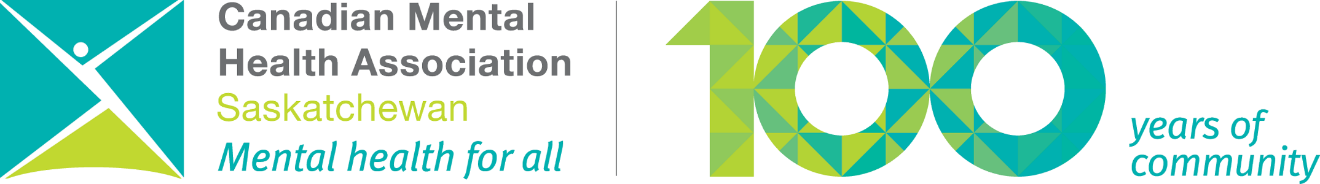 Canadian Mental
Health Association
Saskatchewan
Mental health for all
100
years of
community